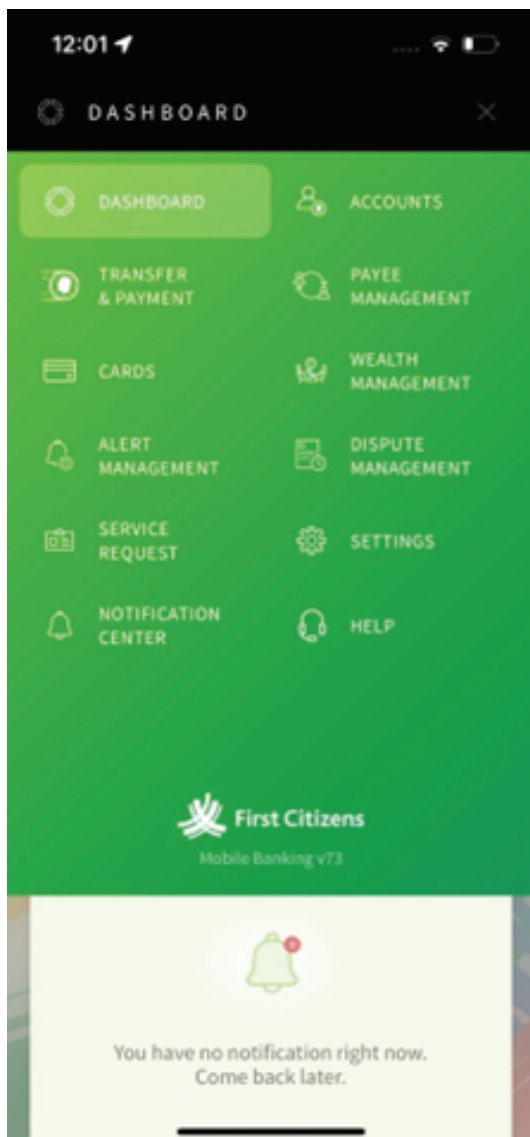 12:01
DASHBOARD
DASHBOARD
ACCOUNTS
TRANSFER
& PAYMENT
PAYEE
MANAGEMENT
CARDS
WEALTH
MANAGEMENT
ALERT
MANAGEMENT
DISPUTE
MANAGEMENT
SERVICE
REQUEST
SETTINGS
NOTIFICATION
CENTER
HELP
First Citizens
Mobile Banking v73
You have no notification right now.
Come back later.